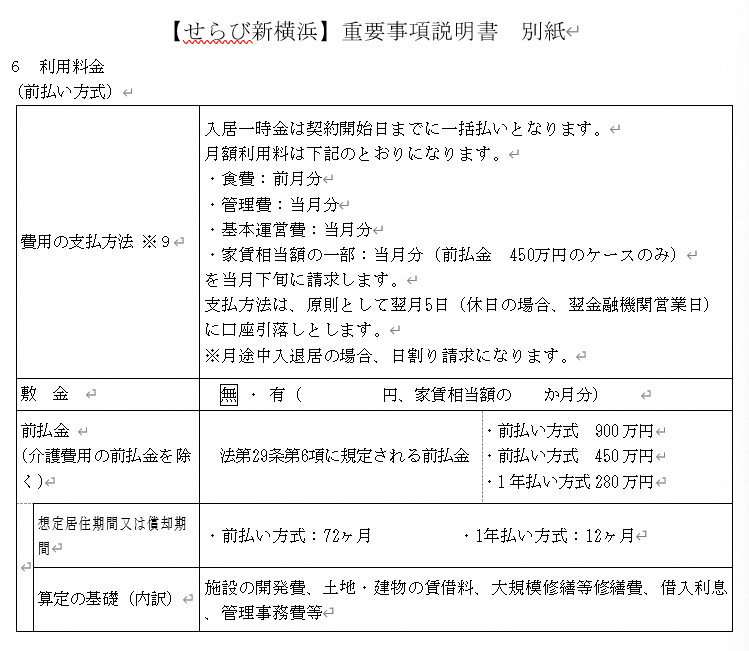 【せらび新横浜】重要事項説明書　別紙
６　利用料金
(前払い方式)
費用の支払方法 ※９
入居一時金は契約開始日までに一括払いとなります。
月額利用料は下記のとおりになります。
・食費：前月分
・管理費：当月分
・基本運営費：当月分
・家賃相当額の一部：当月分（前払金　450万円のケースのみ）
を当月下旬に請求します。
支払方法は、原則として翌月5日（休日の場合、翌金融機関営業日）
に口座引落しとします。
※月途中入退居の場合、日割り請求になります。
敷　金
無 ・ 有（　　　　　円、家賃相当額の　　か月分）
前払金
(介護費用の前払金を除
く)
法第29条第6項に規定される前払金
・前払い方式　900万円
・前払い方式　450万円
・1年払い方式 280万円
想定居住期間又は償却期
間
・前払い方式：72ヶ月　　　　　・1年払い方式：12ヶ月
算定の基礎（内訳）
施設の開発費、土地・建物の賃借料、大規模修繕等修繕費、借入利息
、管理事務費等